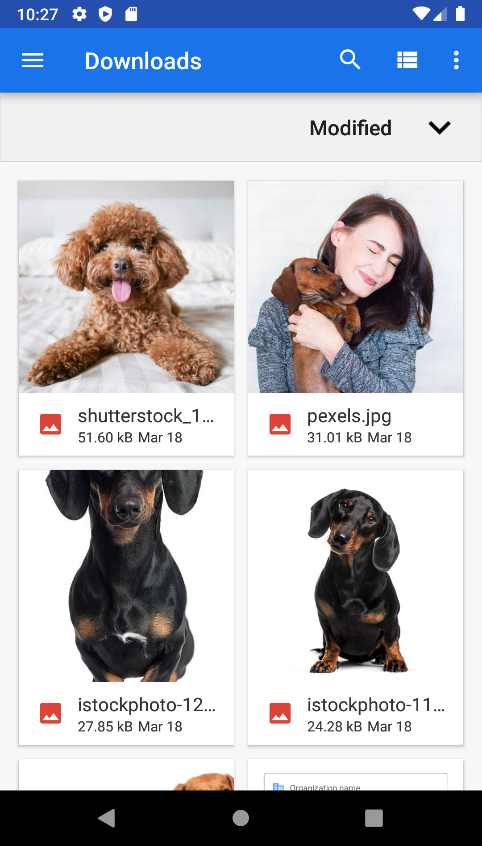 10:27
Downloads
Modified
shutterstock_1...
51.60 kB Mar 18
pexels.jpg
31.01 kB Mar 18
istockphoto-12...
27.85 kB Mar 18
istockphoto-11...
24.28 kB Mar 18
Organization name